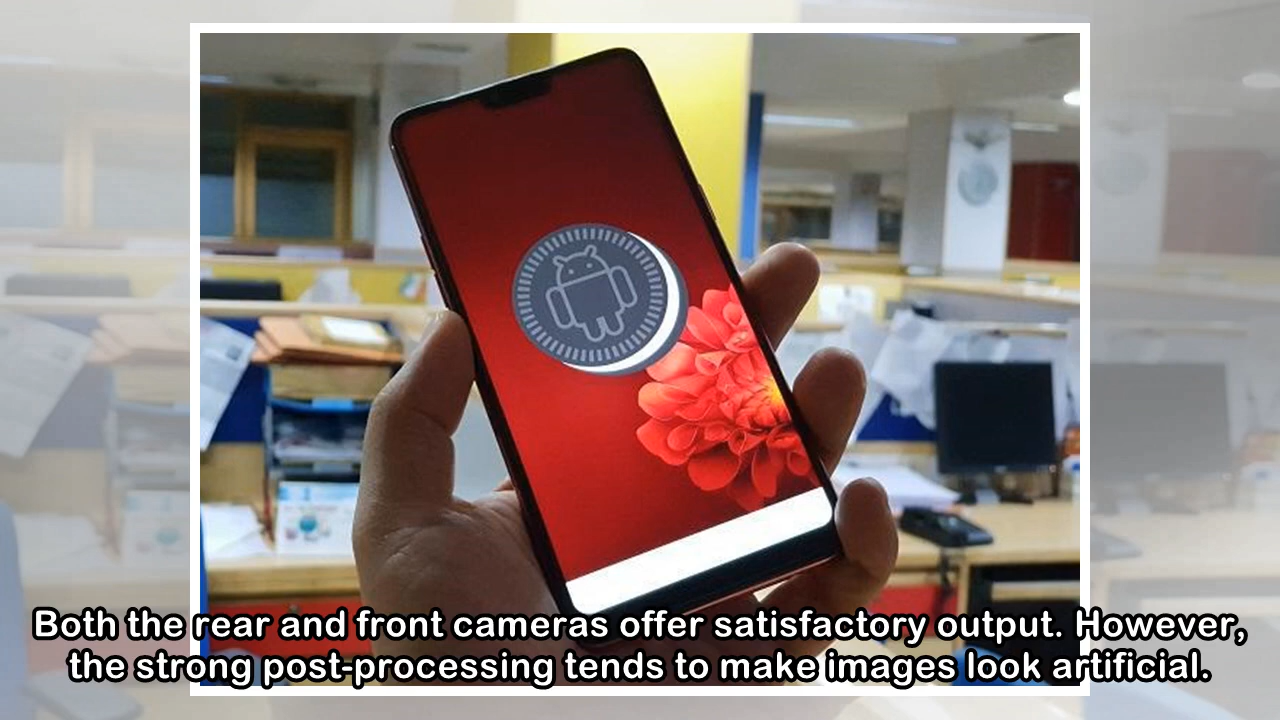 Both the rear and front cameras offer satisfactory output. However,
the strong post-processing tends to make images look artificial.